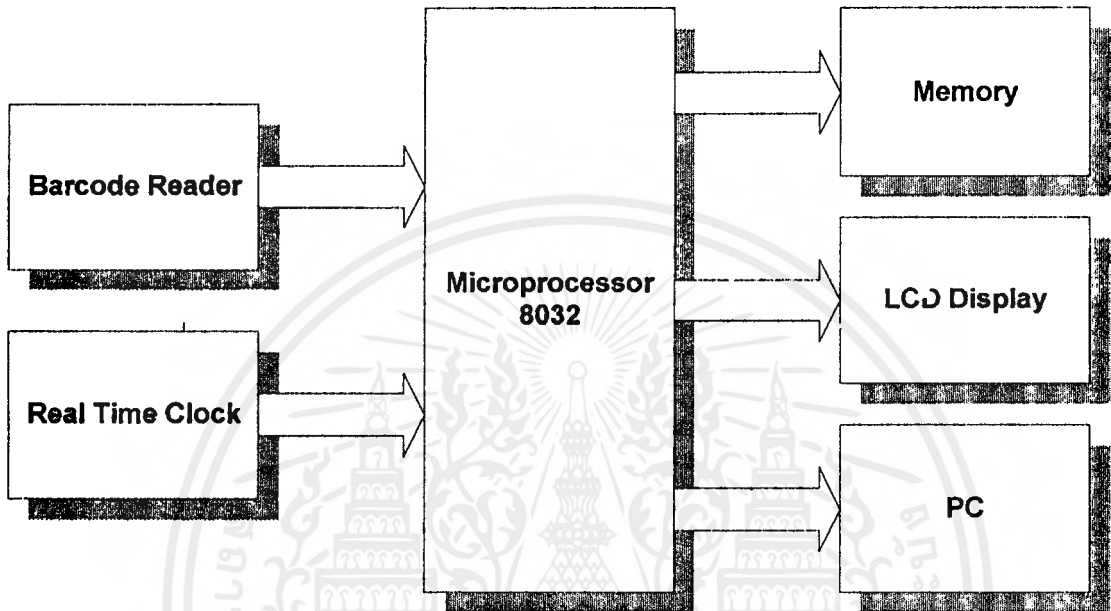 Memory
Barcode Reader
Microprocessor
8032
LCD Display
Real Time Clock
PC